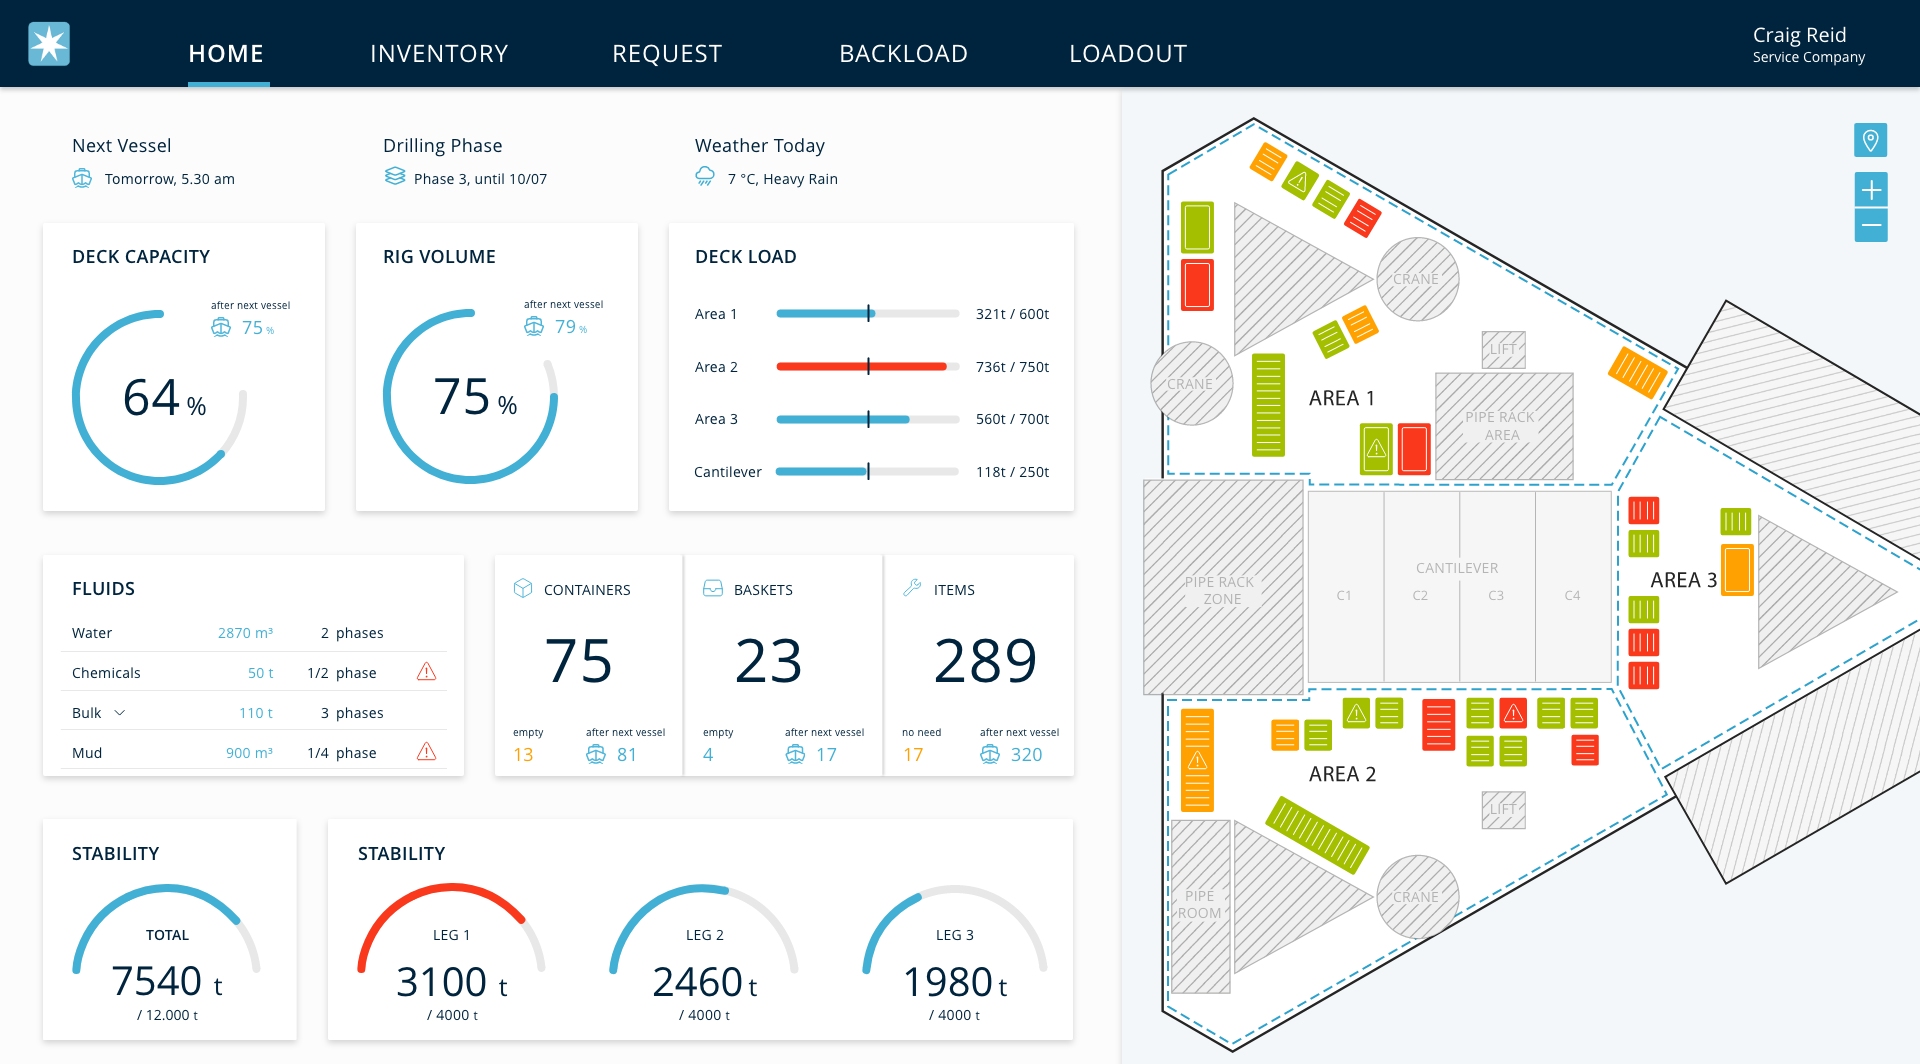 HOME INVENTORY REQUEST BACKLOAD LOADOUT
Craig Reid
Service Company
Next Vessel
Tomorrow, 5.30 am
Drilling Phase
Phase 3, until 10/07
Weather Today
7 °C, Heavy Rain
DECK CAPACITY
after next vessel
75 %
64 %
RIG VOLUME
after next vessel
79 %
75 %
DECK LOAD
Area 1 321t / 600t
Area 2 736t / 750t
Area 3 560t / 700t
Cantilever 118t / 250t
FLUIDS
Water 2870 m³ 2 phases
Chemicals 50 t 1/2 phase
Bulk 110 t 3 phases
Mud 900 m³ 1/4 phase
CONTAINERS
75
empty after next vessel
13 81
BASKETS
23
empty after next vessel
4 17
ITEMS
289
no need after next vessel
17 320
STABILITY
TOTAL
7540 t
/ 12.000 t
STABILITY
LEG 1
3100 t
/ 4000 t
LEG 2
2460 t
/ 4000 t
LEG 3
1980 t
/ 4000 t
CRANE
LIFT
CRANE
AREA 1
PIPE RACK
AREA
CANTILEVER
PIPE RACK
ZONE
C1 C2 C3 C4
AREA 3
AREA 2
LIFT
PIPE
ROOM
CRANE